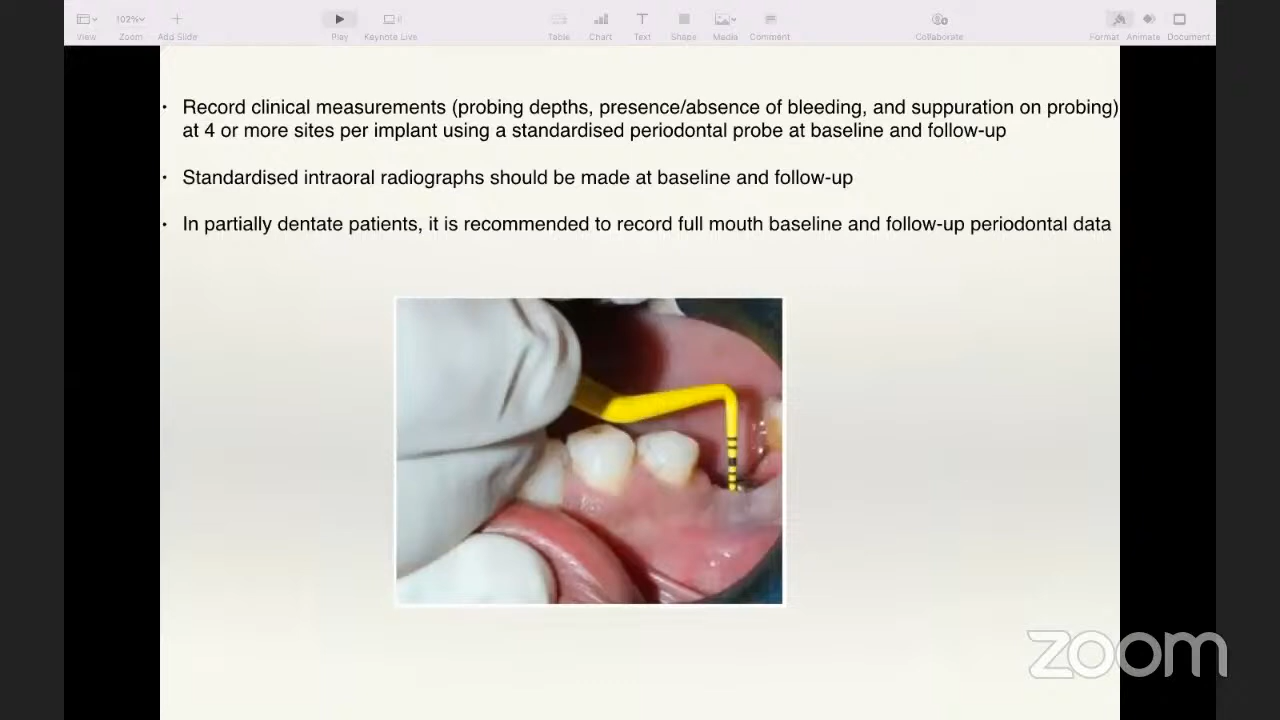 102%
View Zoom Add Slide Play Keynote Live Table Chart Text Shape Media Comment Collaborate Format Animate Document
• Record clinical measurements (probing depths, presence/absence of bleeding, and suppuration on probing)
at 4 or more sites per implant using a standardised periodontal probe at baseline and follow-up
• Standardised intraoral radiographs should be made at baseline and follow-up
• In partially dentate patients, it is recommended to record full mouth baseline and follow-up periodontal data
zoom